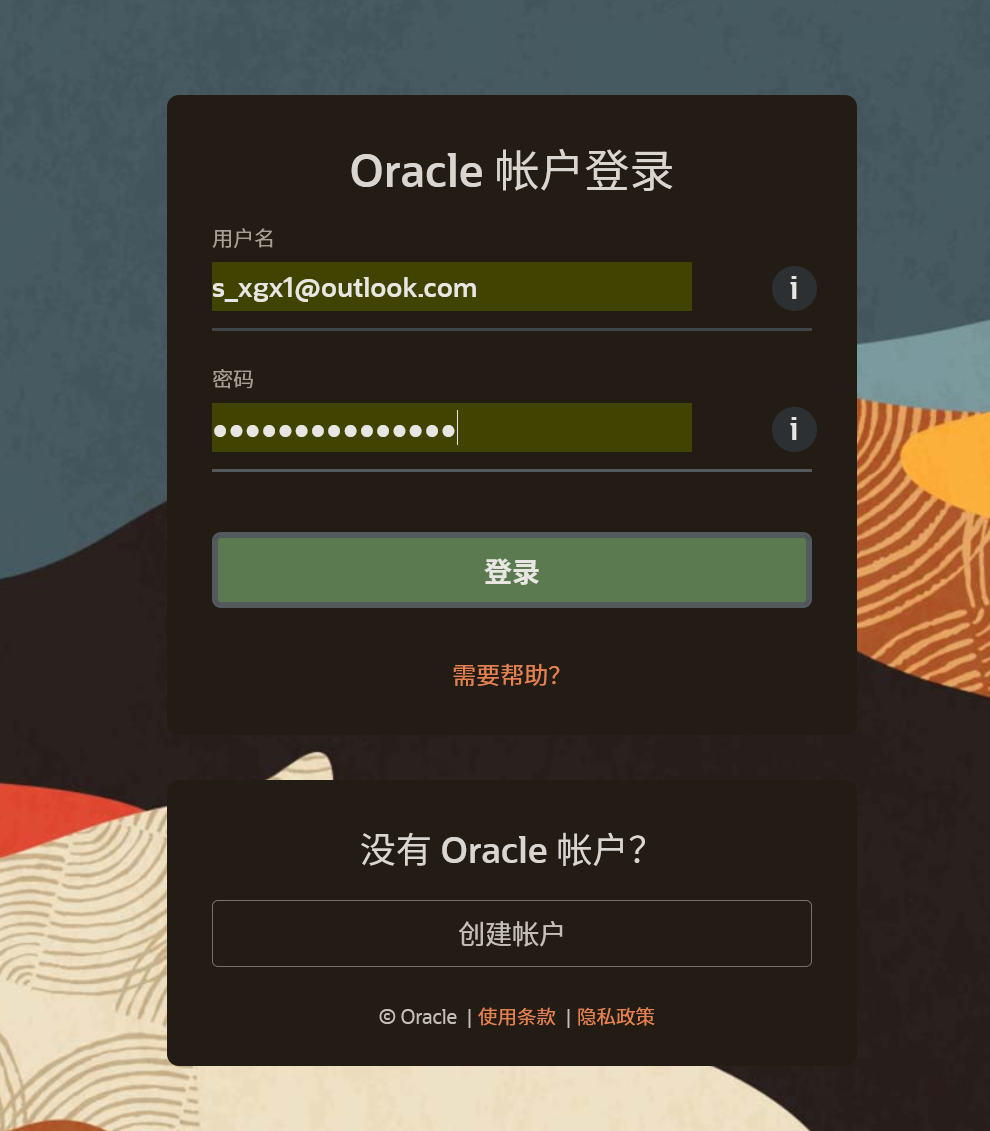 Oracle 帐户登录
用户名
s_xgx1@outlook.com
i
密码
●●●●●●●●●●●●●●●
i
登录
需要帮助?
没有 Oracle 帐户?
创建帐户
© Oracle | 使用条款 | 隐私政策